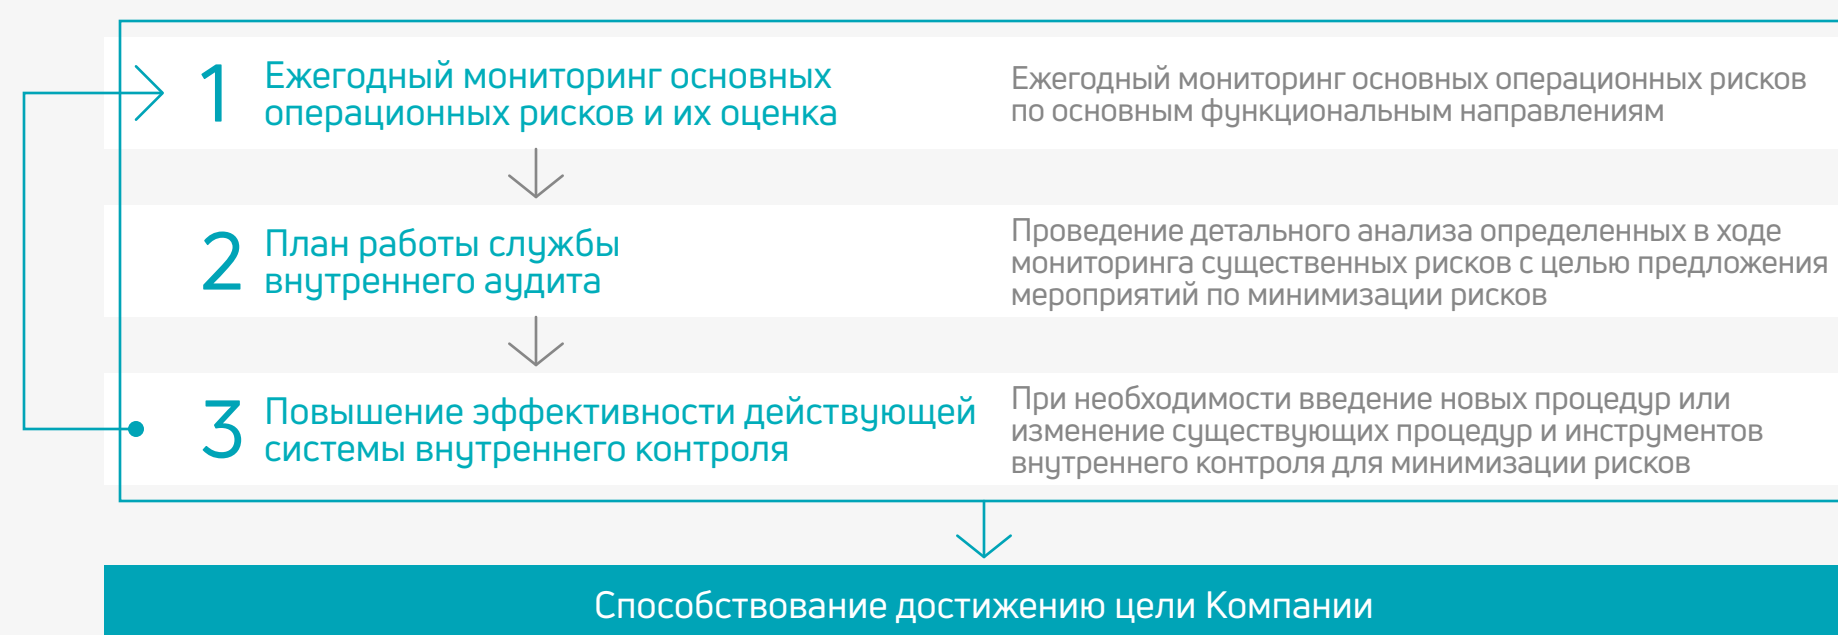 1
Ежегодный мониторинг основных
операционных рисков и их оценка
Ежегодный мониторинг основных операционных рисков
по основным функциональным направлениям
2
План работы службы
внутреннего аудита
Проведение детального анализа определенных в ходе
мониторинга существенных рисков с целью предложения
мероприятий по минимизации рисков
3
Повышение эффективности действующей
системы внутреннего контроля
При необходимости введение новых процедур или
изменение существующих процедур и инструментов
внутреннего контроля для минимизации рисков
Способствование достижению цели Компании